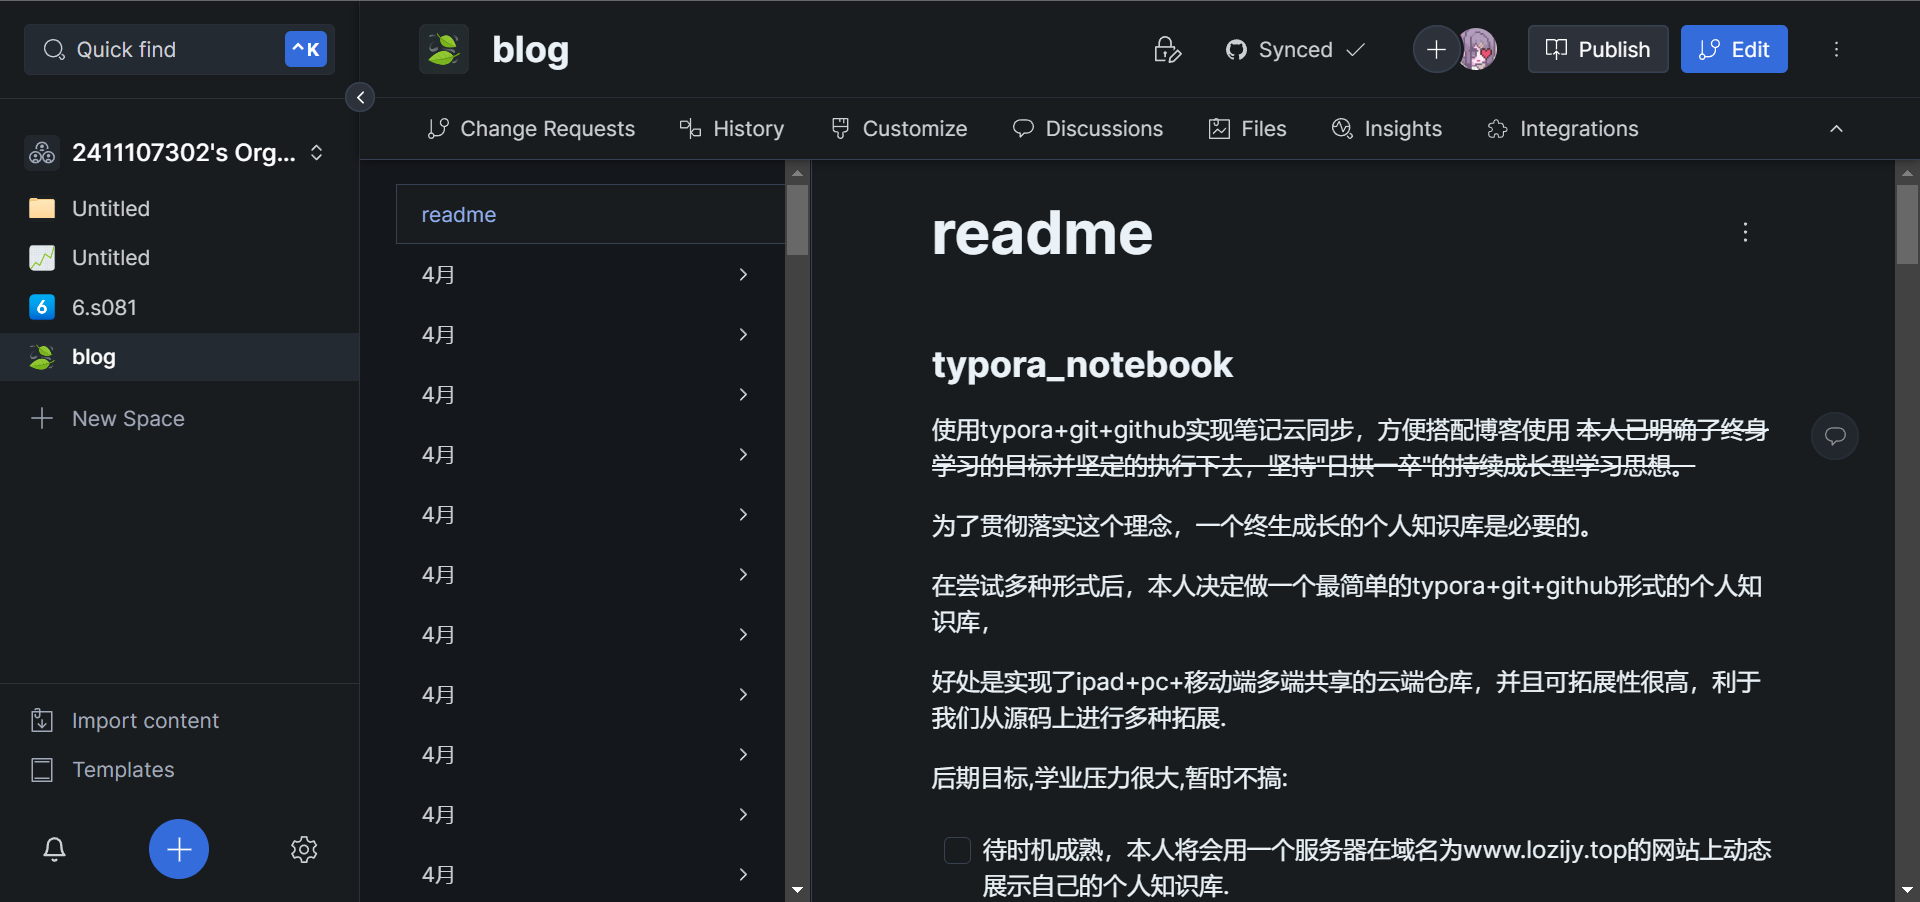 Quick find
^K
2411107302's Org...
Untitled
Untitled
6
6.s081
blog
New Space
Import content
Templates
blog
Synced
Publish
Edit
Change Requests
History
Customize
Discussions
Files
Insights
Integrations
readme
4月
4月
4月
4月
4月
4月
4月
4月
4月
4月
4月
readme
typora_notebook
使用typora+git+github实现笔记云同步，方便搭配博客使用 本人已明确了终身
学习的目标并坚定的执行下去，坚持"日拱一卒"的持续成长型学习思想。
为了贯彻落实这个理念，一个终生成长的个人知识库是必要的。
在尝试多种形式后，本人决定做一个最简单的typora+git+github形式的个人知
识库，
好处是实现了ipad+pc+移动端多端共享的云端仓库，并且可拓展性很高，利于
我们从源码上进行多种拓展.
后期目标,学业压力很大,暂时不搞:
待时机成熟，本人将会用一个服务器在域名为www.lozijy.top的网站上动态
展示自己的个人知识库.